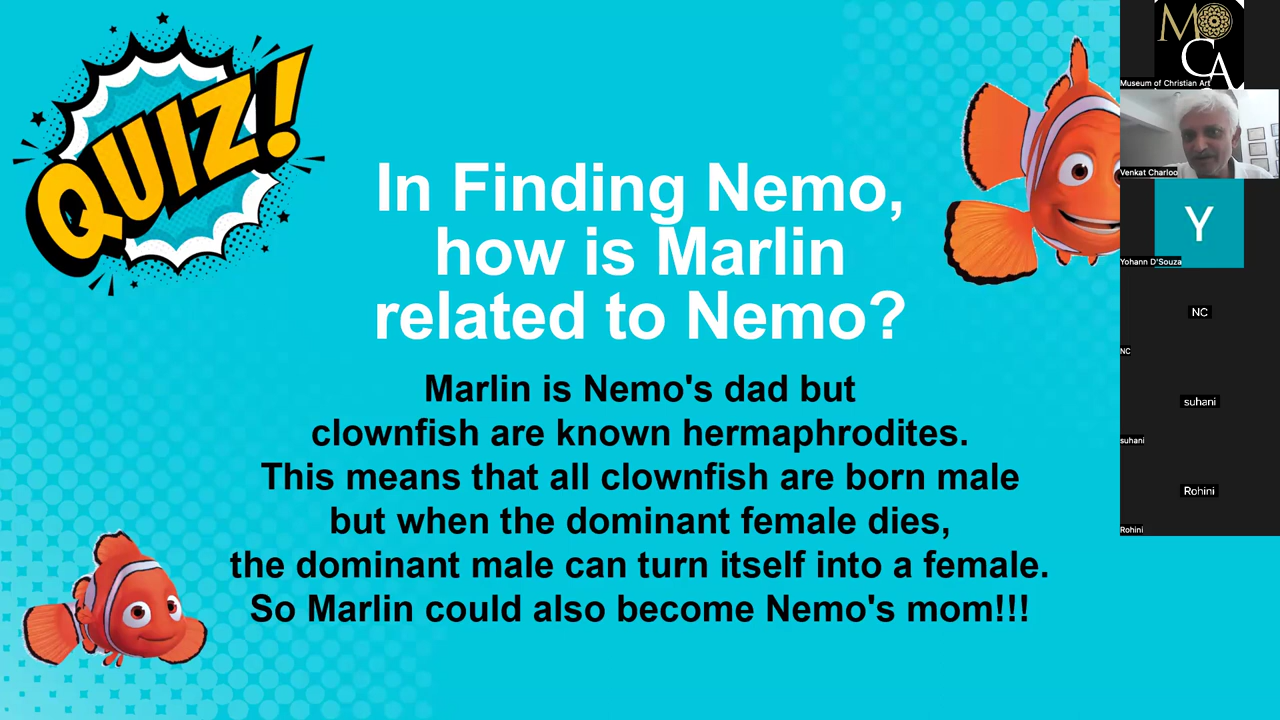 QUIZ!
In Finding Nemo,
how is Marlin
related to Nemo?
Marlin is Nemo's dad but
clownfish are known hermaphrodites.
This means that all clownfish are born male
but when the dominant female dies,
the dominant male can turn itself into a female.
So Marlin could also become Nemo's mom!!!
MOCA
Museum of Christian Art
Venkat Charloo
Y
Yohann D'Souza
NC
NC
suhani
suhani
Rohini
Rohini